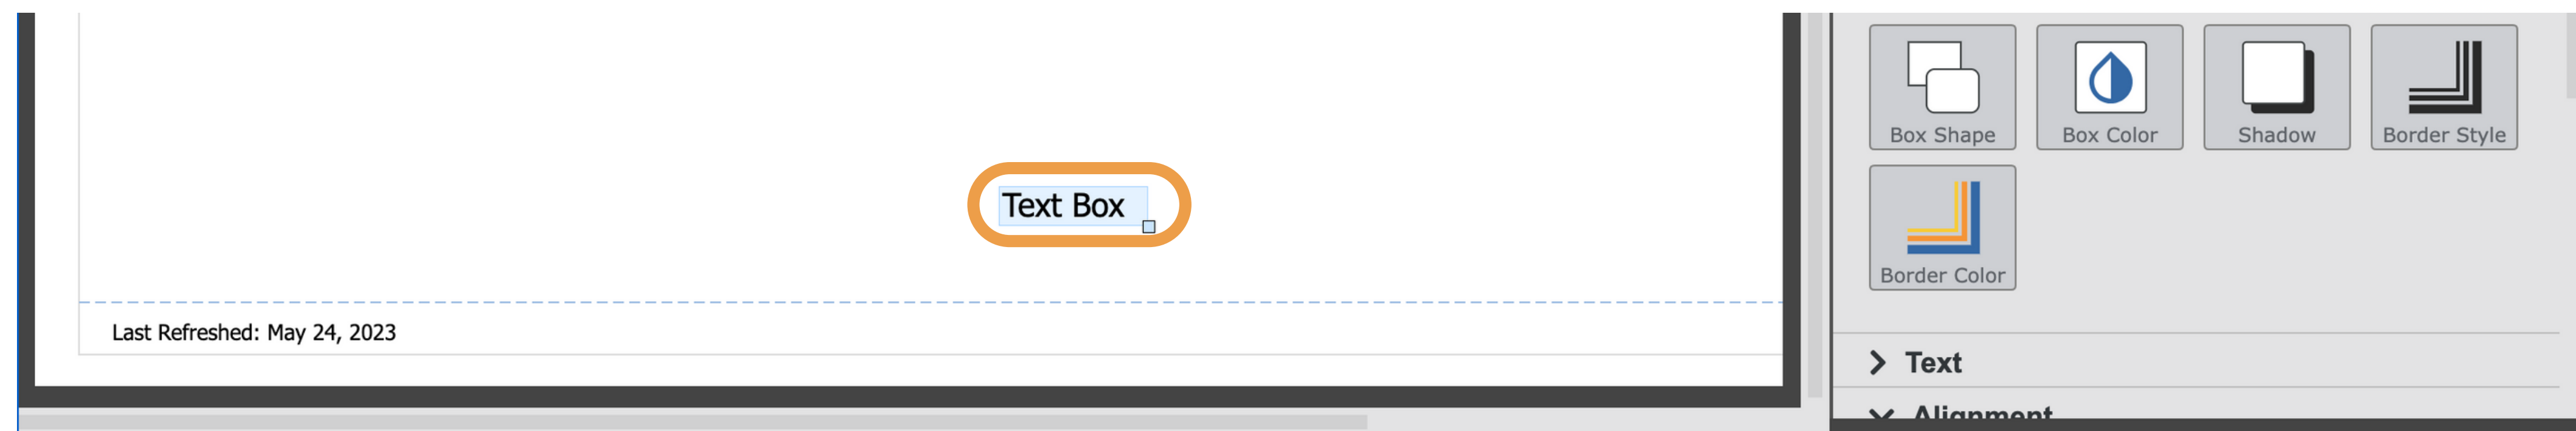 Text Box
Last Refreshed: May 24, 2023
Box Shape
Box Color
Shadow
Border Style
Border Color
Text
Alignment